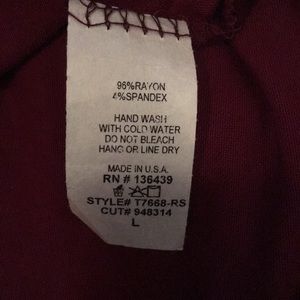 96%RAYON
4%SPANDEX
HAND WASH
WITH COLD WATER
DO NOT BLEACH
HANG OR LINE DRY
MADE IN U.S.A.
RN # 136439
STYLE# T7668-RS
CUT# 948314
L